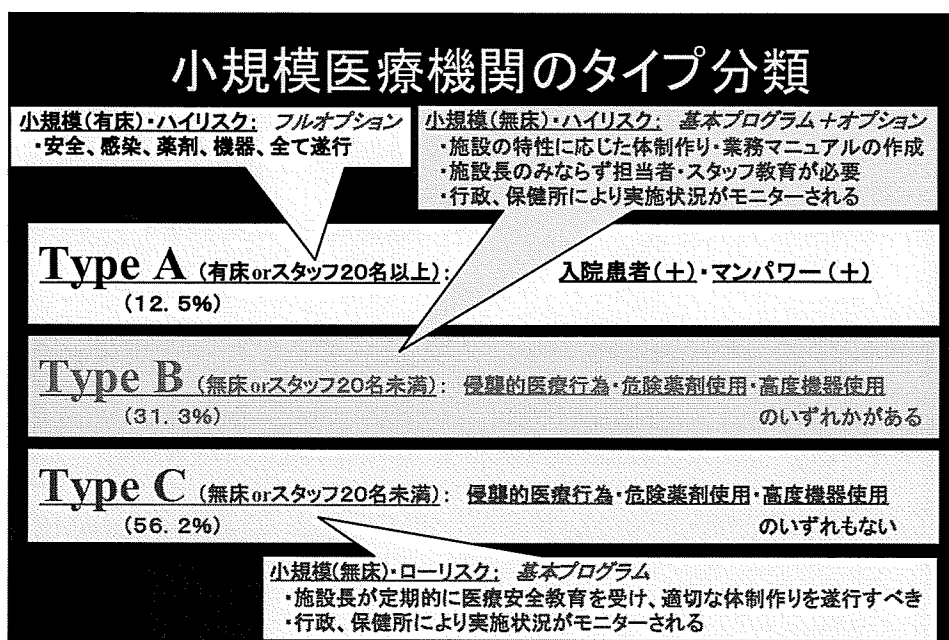 小規模医療機関のタイプ分類
小規模(有床)・ハイリスク: フルオプション
・安全、感染、薬剤、機器、全て遂行
小規模(無床)・ハイリスク: 基本プログラム+オプション
・施設の特性に応じた体制作り・業務マニュアルの作成
・施設長のみならず担当者・スタッフ教育が必要
・行政、保健所により実施状況がモニターされる
Type A (有床orスタッフ20名以上): 入院患者(+)・マンパワー(+)
(12. 5%)
Type B (無床orスタッフ20名未満): 侵襲的医療行為・危険薬剤使用・高度機器使用
(31. 3%) のいずれかがある
Type C (無床orスタッフ20名未満): 侵襲的医療行為・危険薬剤使用・高度機器使用
(56. 2%) のいずれもない
小規模(無床)・ローリスク: 基本プログラム
・施設長が定期的に医療安全教育を受け、適切な体制作りを遂行すべき
・行政、保健所により実施状況がモニターされる